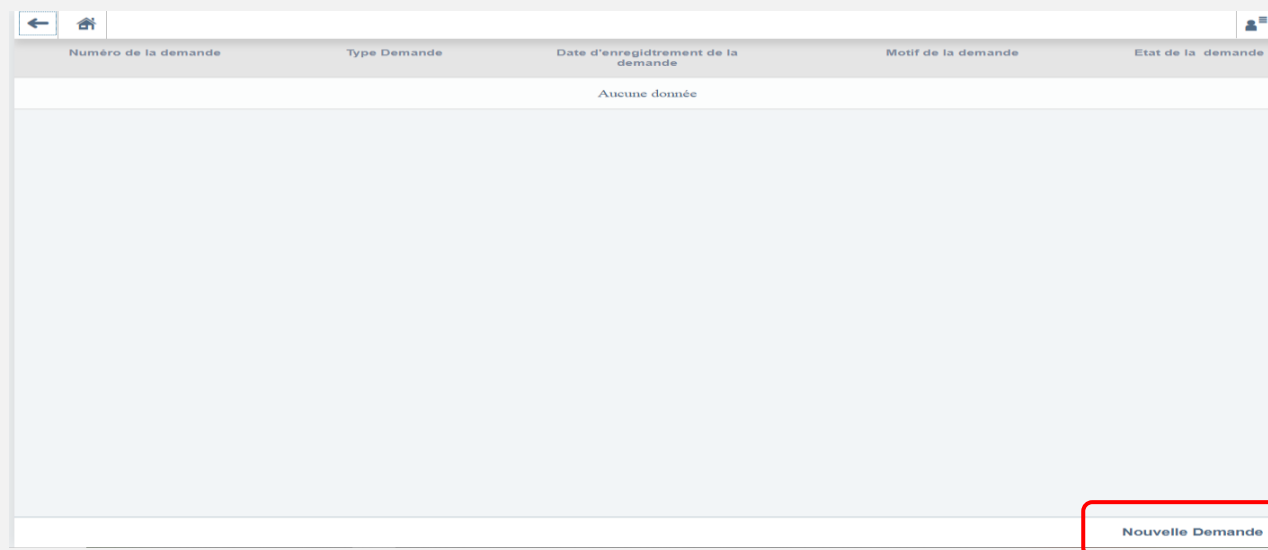 Numéro de la demande
Type Demande
Date d'enregidtrement de la
demande
Motif de la demande
Etat de la demande
Aucune donnée
Nouvelle Demande